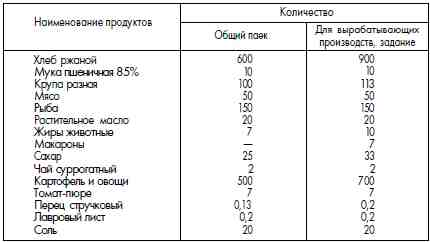 Наименование продуктов
Количество
Общий паек
Для вырабатывающих производств, задание
Хлеб ржаной 600 900
Мука пшеничная 85% 10 10
Крупа разная 100 113
Мясо 50 50
Рыба 150 150
Растительное масло 20 20
Жиры животные 7 10
Макароны — 7
Сахар 25 33
Чай суррогатный 2 2
Картофель и овощи 500 700
Томат-пюре 7 7
Перец стручковый 0,13 0,2
Лавровый лист 0,2 0,2
Соль 20 20